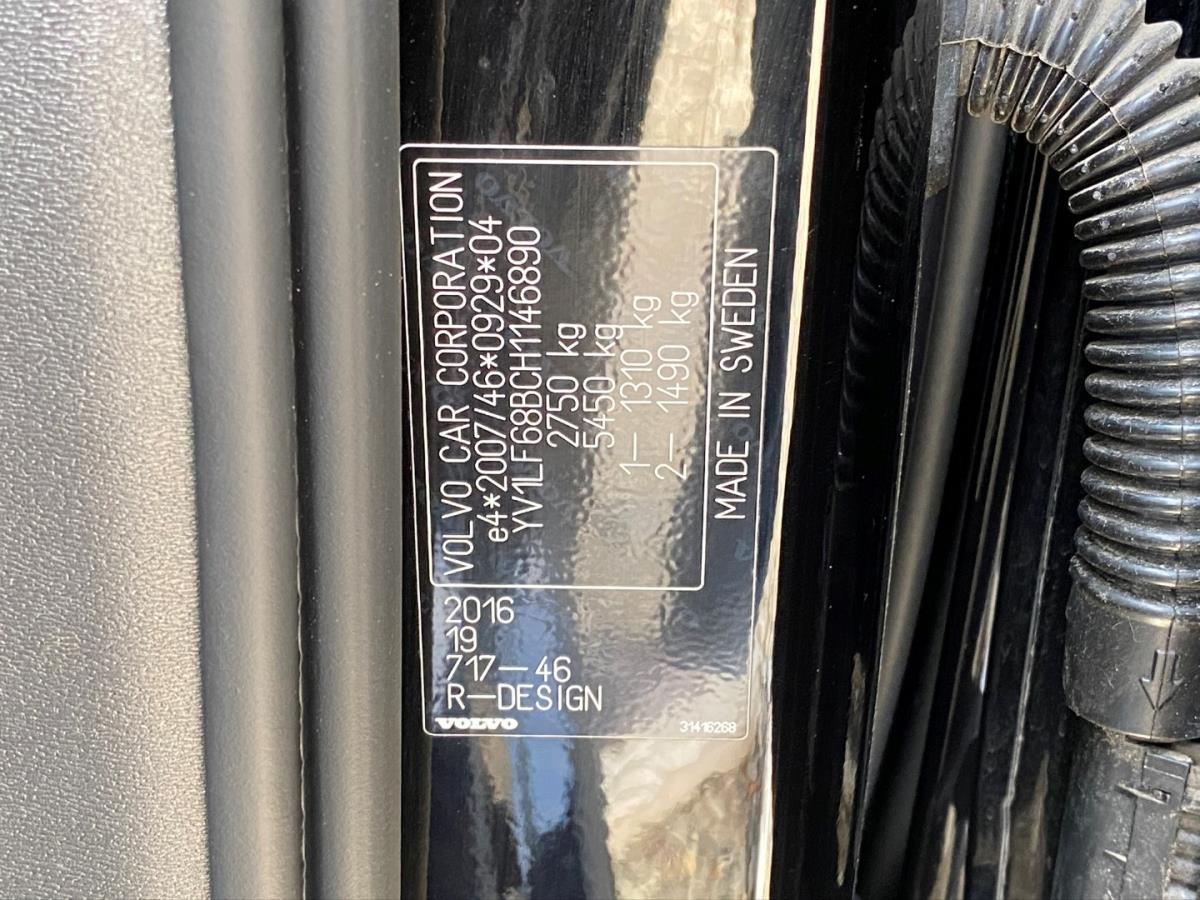 VOLVO CAR CORPORATION
e4*2007/46*0929*04
YV1LF68BCH1146890
2750 kg
5450 kg
1— 1310 kg
2— 1490 kg
MADE IN SWEDEN
2016
19
717—46
R—DESIGN
VOLVO
31416268